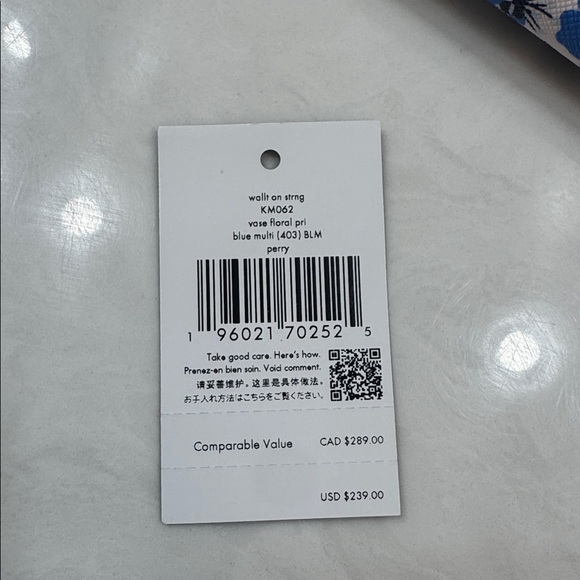 wallt on strng
KM062
vase floral pri
blue multi (403) BLM
perry
1 96021 70252 5
Take good care. Here's how.
Prenez-en bien soin. Voici comment.
请妥善维护。这里是具体做法。
お手入れ方法はこちらをご覧ください。
Comparable Value CAD $289.00
USD $239.00